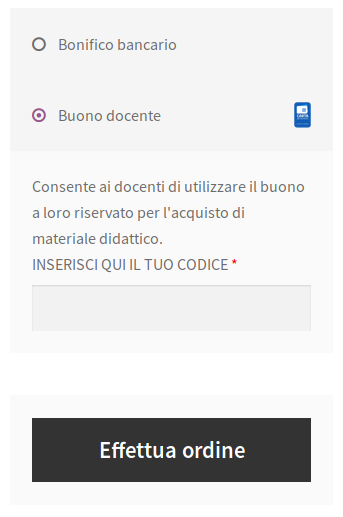 Bonifico bancario
Buono docente
Consente ai docenti di utilizzare il buono
a loro riservato per l'acquisto di
materiale didattico.
INSERISCI QUI IL TUO CODICE *
Effettua ordine